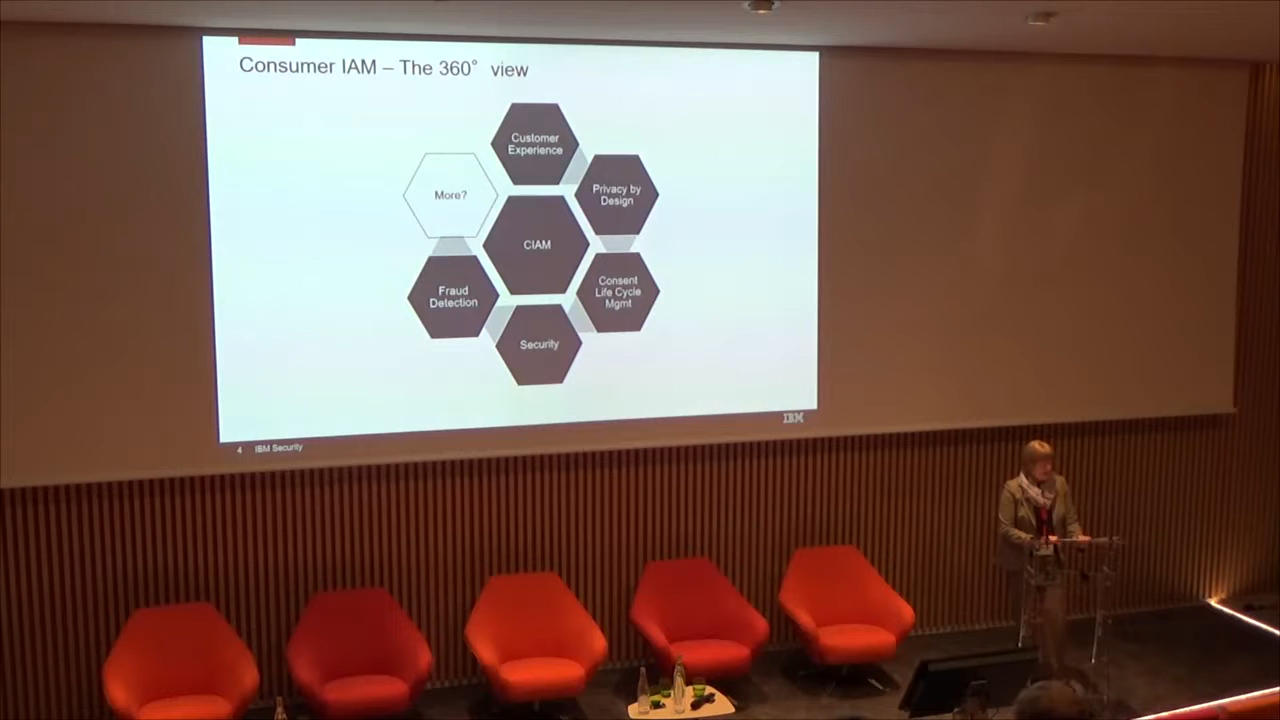 Consumer IAM – The 360° view
Customer
Experience
Privacy by
Design
More?
CIAM
Consent
Life Cycle
Mgmt
Fraud
Detection
Security
IBM
4 IBM Security